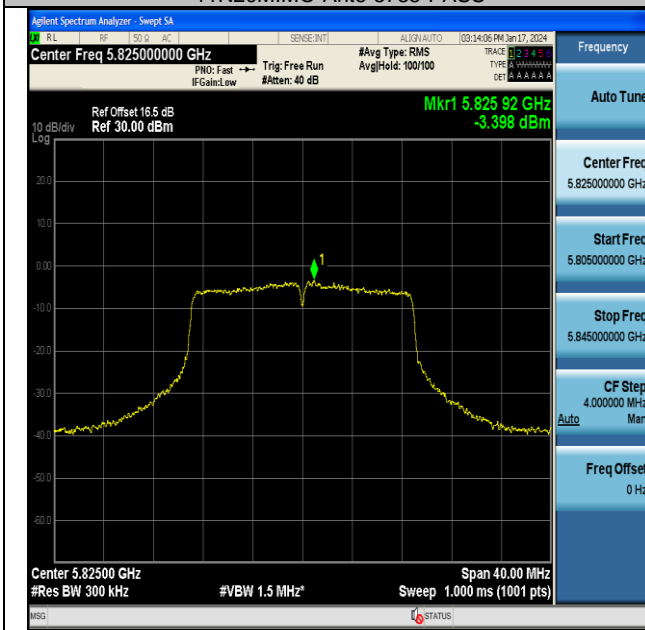 Agilent Spectrum Analyzer - Swept SA
RL RF 50 Ω AC SENSE:INT ALIGNAUTO 03:14:06 PM Jan 17, 2024
Center Freq 5.825000000 GHz
PNO: Fast Trig: Free Run
IFGain:Low #Atten: 40 dB
#Avg Type: RMS
Avg|Hold: 100/100
TRACE 1 2 3 4 5 6
TYPE A
DET A A A A A A
Ref Offset 16.5 dB
10 dB/div Ref 30.00 dBm
Log
Mkr1 5.825 92 GHz
-3.398 dBm
20.0
10.0
0.00
-10.0
-20.0
-30.0
-40.0
-50.0
-60.0
1
Center 5.82500 GHz Span 40.00 MHz
#Res BW 300 kHz #VBW 1.5 MHz* Sweep 1.000 ms (1001 pts)
MSG STATUS
Frequency
Auto Tune
Center Freq
5.825000000 GHz
Start Freq
5.805000000 GHz
Stop Freq
5.845000000 GHz
CF Step
4.000000 MHz
Auto Man
Freq Offset
0 Hz